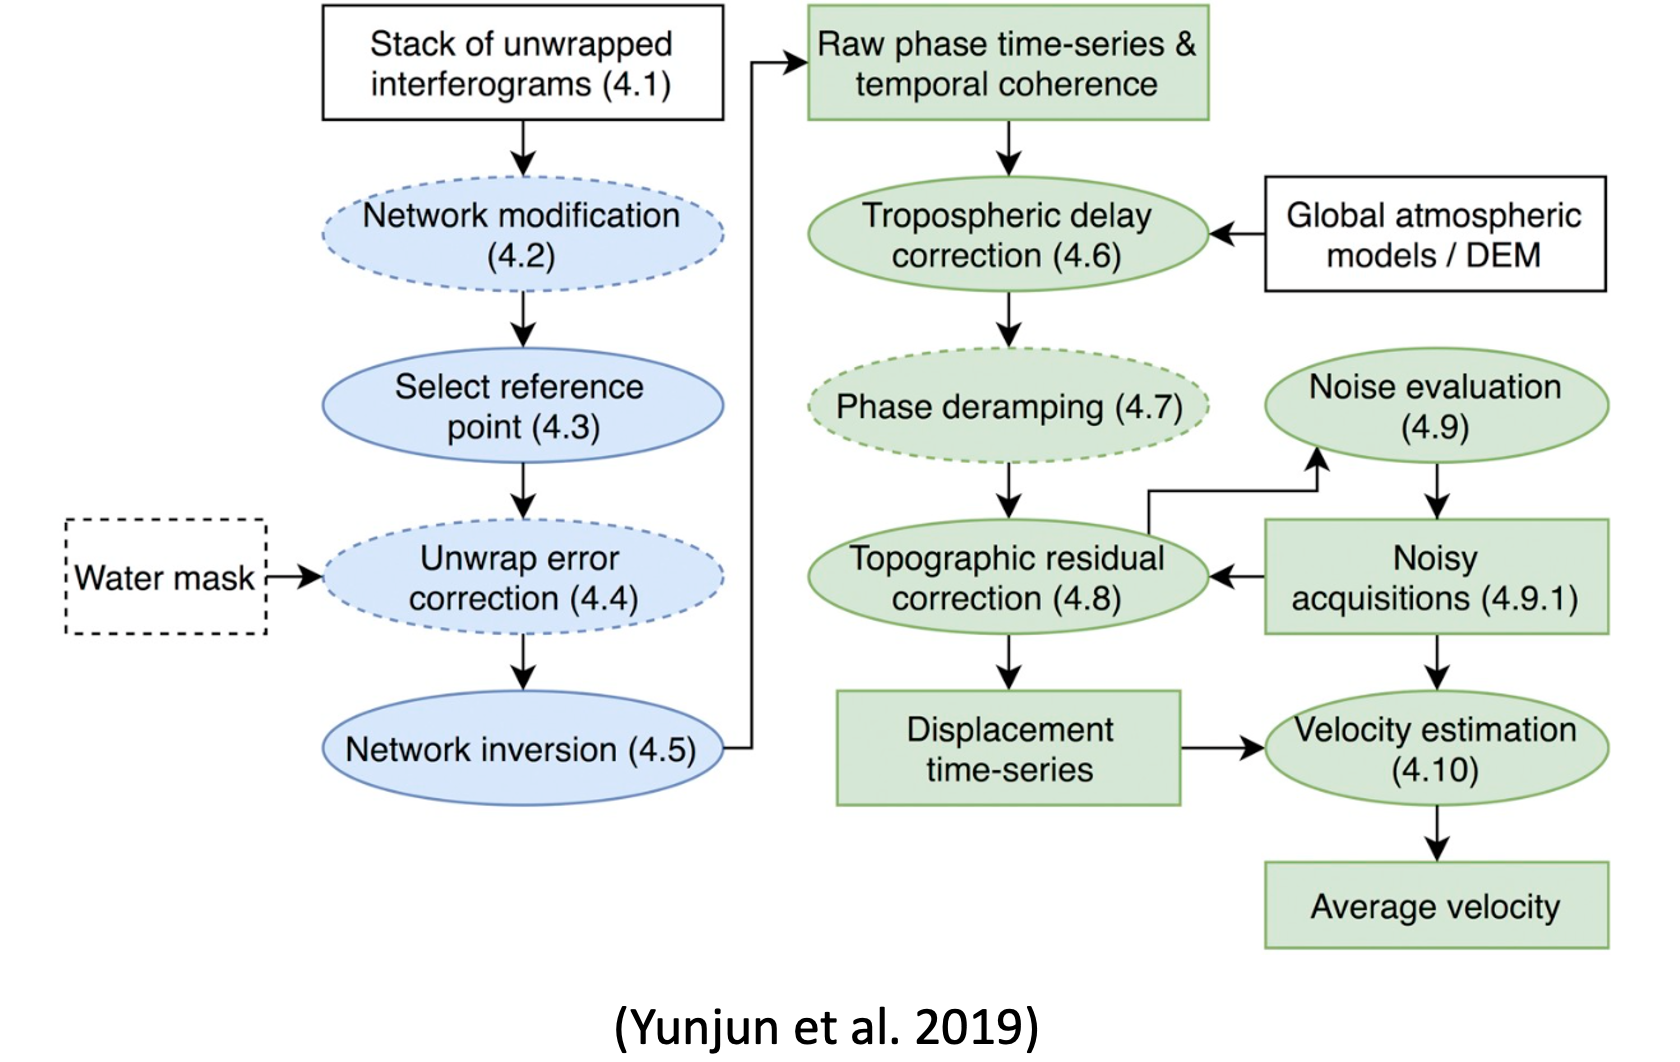 Stack of unwrapped
interferograms (4.1)
Network modification
(4.2)
Select reference
point (4.3)
Water mask
Unwrap error
correction (4.4)
Network inversion (4.5)
Raw phase time-series &
temporal coherence
Tropospheric delay
correction (4.6)
Global atmospheric
models / DEM
Phase deramping (4.7)
Noise evaluation
(4.9)
Topographic residual
correction (4.8)
Noisy
acquisitions (4.9.1)
Displacement
time-series
Velocity estimation
(4.10)
Average velocity
(Yunjun et al. 2019)